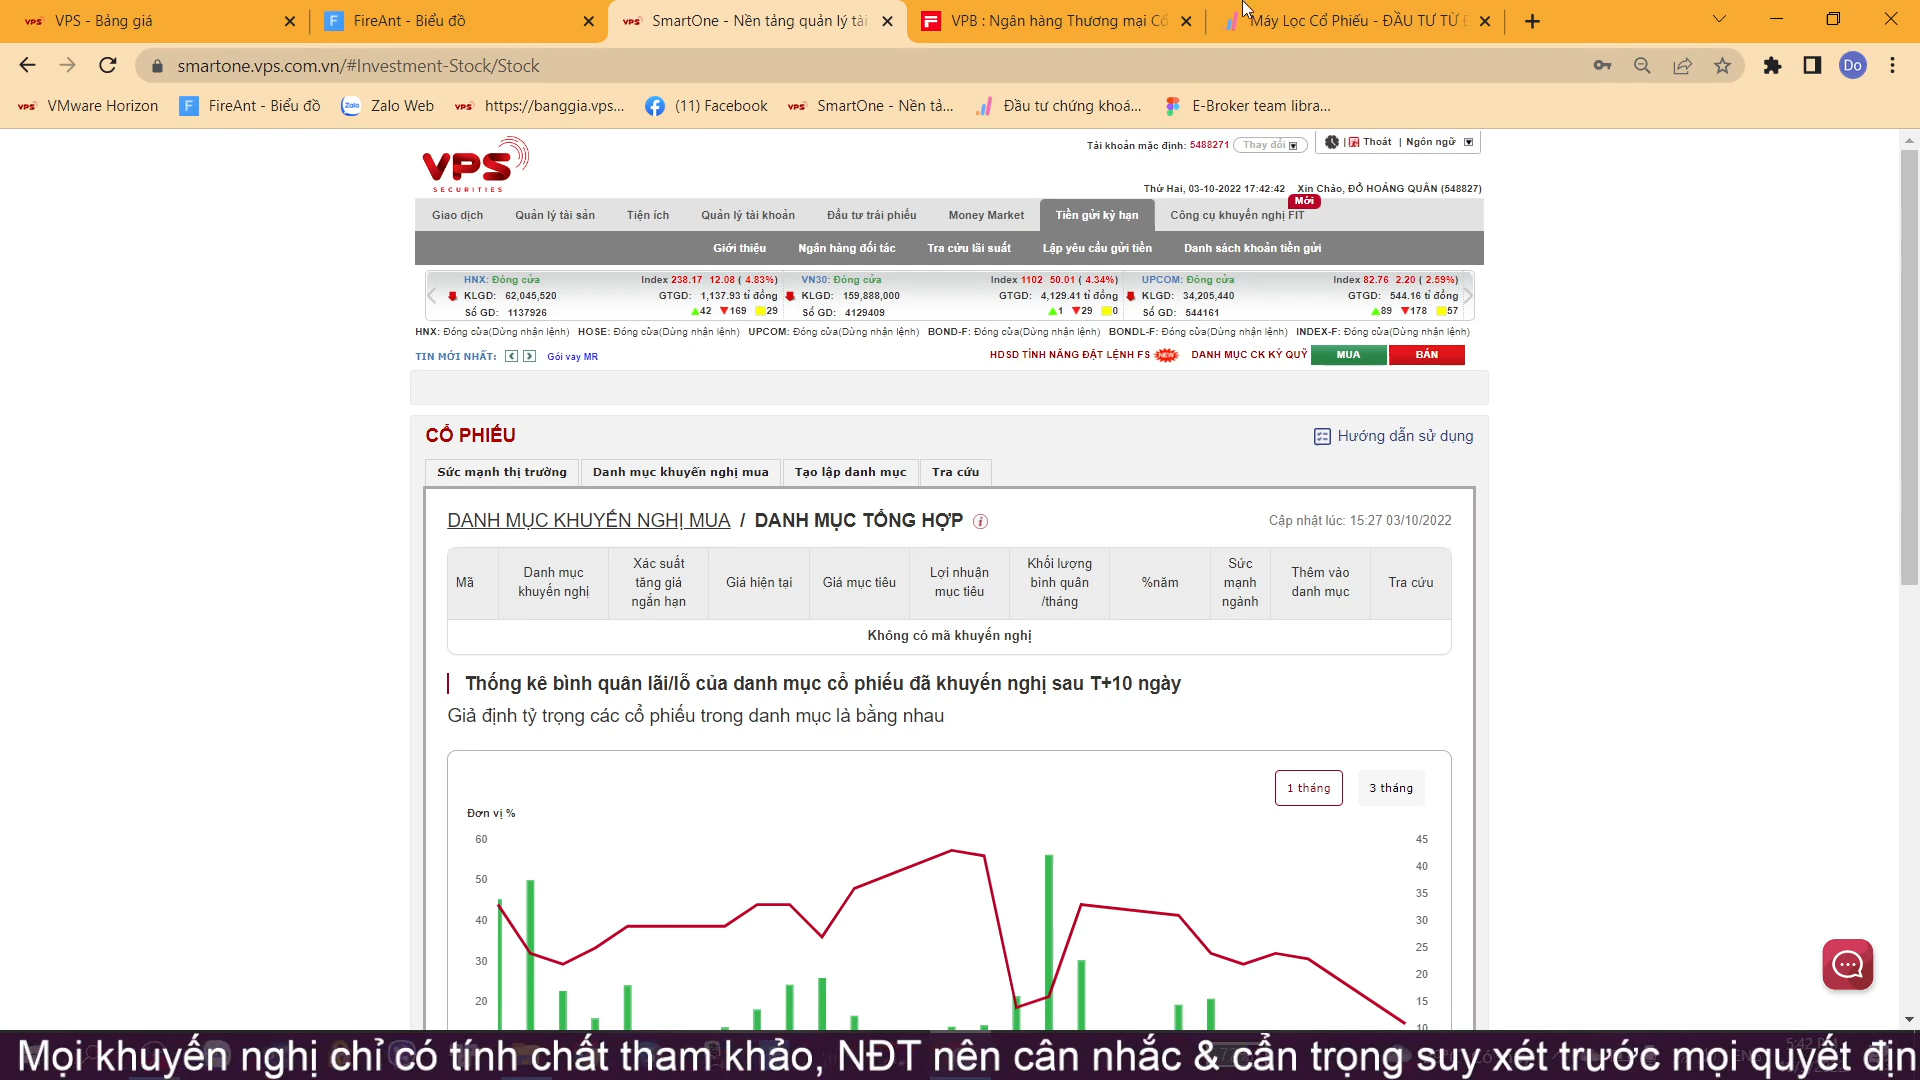 VPS - Bảng giá
FireAnt - Biểu đồ
SmartOne - Nền tảng quản lý tài
VPB : Ngân hàng Thương mại Cổ
Máy Lọc Cổ Phiếu - ĐẦU TƯ TỪ
smartone.vps.com.vn/#Investment-Stock/Stock
Do
VMware Horizon
FireAnt - Biểu đồ
Zalo Web
https://banggia.vps...
(11) Facebook
SmartOne - Nền tả...
Đầu tư chứng khoá...
E-Broker team libra...
VPS
SECURITIES
Tài khoản mặc định: 5488271
Thay đổi
Thoát | Ngôn ngữ
Thứ Hai, 03-10-2022 17:42:42 Xin Chào, ĐỖ HOÀNG QUÂN (548827)
Mới
Giao dịch Quản lý tài sản Tiện ích Quản lý tài khoản Đầu tư trái phiếu Money Market Tiền gửi kỳ hạn Công cụ khuyến nghị FIT
Giới thiệu Ngân hàng đối tác Tra cứu lãi suất Lập yêu cầu gửi tiền Danh sách khoản tiền gửi
HNX: Đóng cửa Index 238.17 12.08 ( 4.83%) VN30: Đóng cửa Index 1102 50.01 ( 4.34%) UPCOM: Đóng cửa Index 82.76 2.20 ( 2.59%)
KLGD: 62,045,520 GTGD: 1,137.93 tỉ đồng KLGD: 159,888,000 GTGD: 4,129.41 tỉ đồng KLGD: 34,205,440 GTGD: 544.16 tỉ đồng
Số GD: 1137926 42 169 29 Số GD: 4129409 1 29 0 Số GD: 544161 89 178 57
HNX: Đóng cửa(Dừng nhận lệnh) HOSE: Đóng cửa(Dừng nhận lệnh) UPCOM: Đóng cửa(Dừng nhận lệnh) BOND-F: Đóng cửa(Dừng nhận lệnh) BONDL-F: Đóng cửa(Dừng nhận lệnh) INDEX-F: Đóng cửa(Dừng nhận lệnh)
TIN MỚI NHẤT: Gói vay MR HDSD TÍNH NĂNG ĐẶT LỆNH FS NEW DANH MỤC CK KÝ QUỸ MUA BÁN
CỔ PHIẾU
Hướng dẫn sử dụng
Sức mạnh thị trường Danh mục khuyến nghị mua Tạo lập danh mục Tra cứu
DANH MỤC KHUYẾN NGHỊ MUA / DANH MỤC TỔNG HỢP
Cập nhật lúc: 15:27 03/10/2022
Mã
Danh mục khuyến nghị
Xác suất tăng giá ngắn hạn
Giá hiện tại
Giá mục tiêu
Lợi nhuận mục tiêu
Khối lượng bình quân /tháng
%năm
Sức mạnh ngành
Thêm vào danh mục
Tra cứu
Không có mã khuyến nghị
Thống kê bình quân lãi/lỗ của danh mục cổ phiếu đã khuyến nghị sau T+10 ngày
Giả định tỷ trọng các cổ phiếu trong danh mục là bằng nhau
1 tháng 3 tháng
Đơn vị %
60 45
40
50
35
40 30
25
30
20
20 15
10
Mọi khuyến nghị chỉ có tính chất tham khảo, NĐT nên cân nhắc & cẩn trọng suy xét trước mọi quyết địn